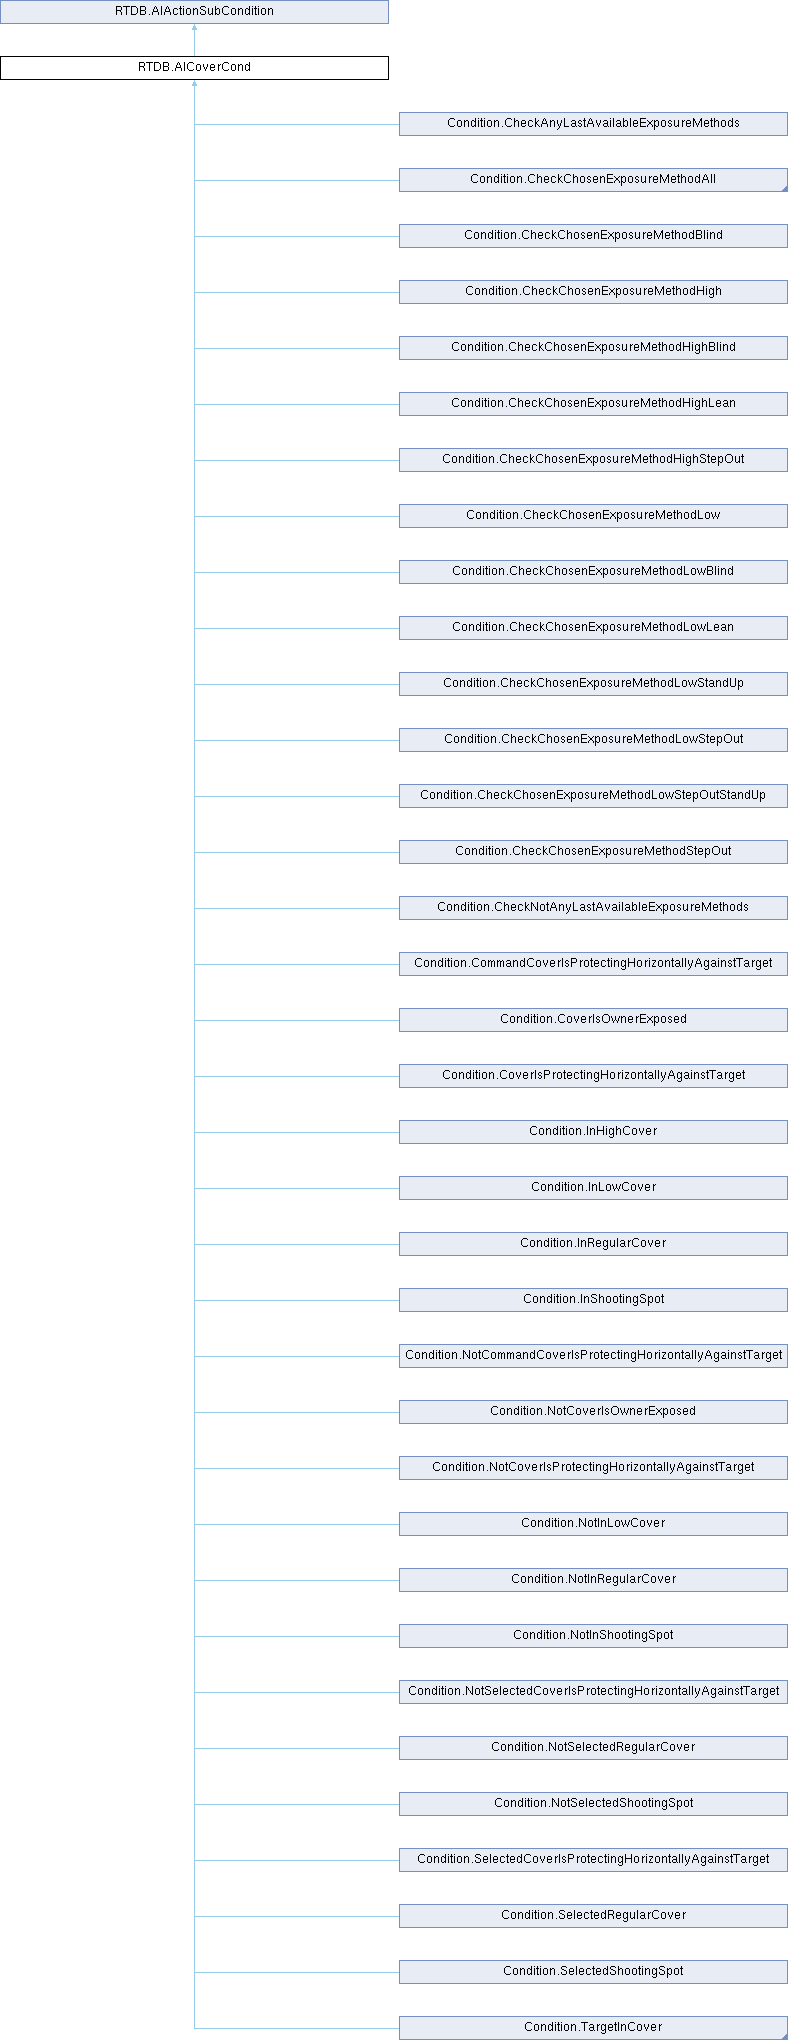 RTDB.AIActionSubCondition
RTDB.AICoverCond
Condition.CheckAnyLastAvailableExposureMethods
Condition.CheckChosenExposureMethodAll
Condition.CheckChosenExposureMethodBlind
Condition.CheckChosenExposureMethodHigh
Condition.CheckChosenExposureMethodHighBlind
Condition.CheckChosenExposureMethodHighLean
Condition.CheckChosenExposureMethodHighStepOut
Condition.CheckChosenExposureMethodLow
Condition.CheckChosenExposureMethodLowBlind
Condition.CheckChosenExposureMethodLowLean
Condition.CheckChosenExposureMethodLowStandUp
Condition.CheckChosenExposureMethodLowStepOut
Condition.CheckChosenExposureMethodLowStepOutStandUp
Condition.CheckChosenExposureMethodStepOut
Condition.CheckNotAnyLastAvailableExposureMethods
Condition.CommandCoverIsProtectingHorizontallyAgainstTarget
Condition.CoverIsOwnerExposed
Condition.CoverIsProtectingHorizontallyAgainstTarget
Condition.InHighCover
Condition.InLowCover
Condition.InRegularCover
Condition.InShootingSpot
Condition.NotCommandCoverIsProtectingHorizontallyAgainstTarget
Condition.NotCoverIsOwnerExposed
Condition.NotCoverIsProtectingHorizontallyAgainstTarget
Condition.NotInLowCover
Condition.NotInRegularCover
Condition.NotInShootingSpot
Condition.NotSelectedCoverIsProtectingHorizontallyAgainstTarget
Condition.NotSelectedRegularCover
Condition.NotSelectedShootingSpot
Condition.SelectedCoverIsProtectingHorizontallyAgainstTarget
Condition.SelectedRegularCover
Condition.SelectedShootingSpot
Condition.TargetInCover